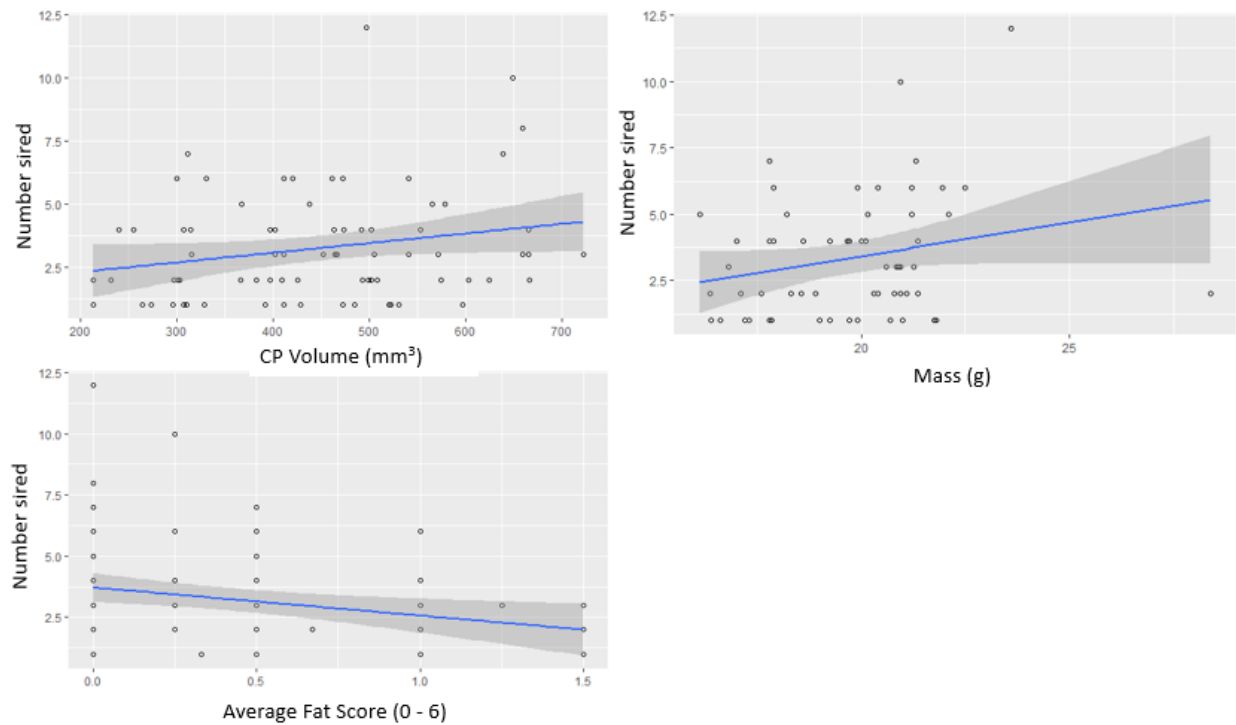 12.5
10.0
7.5
5.0
2.5
Number sired
200 300 400 500 600 700
CP Volume (mm³)
12.5
10.0
7.5
5.0
2.5
Number sired
20 25
Mass (g)
12.5
10.0
7.5
5.0
2.5
Number sired
0.0 0.5 1.0 1.5
Average Fat Score (0 - 6)